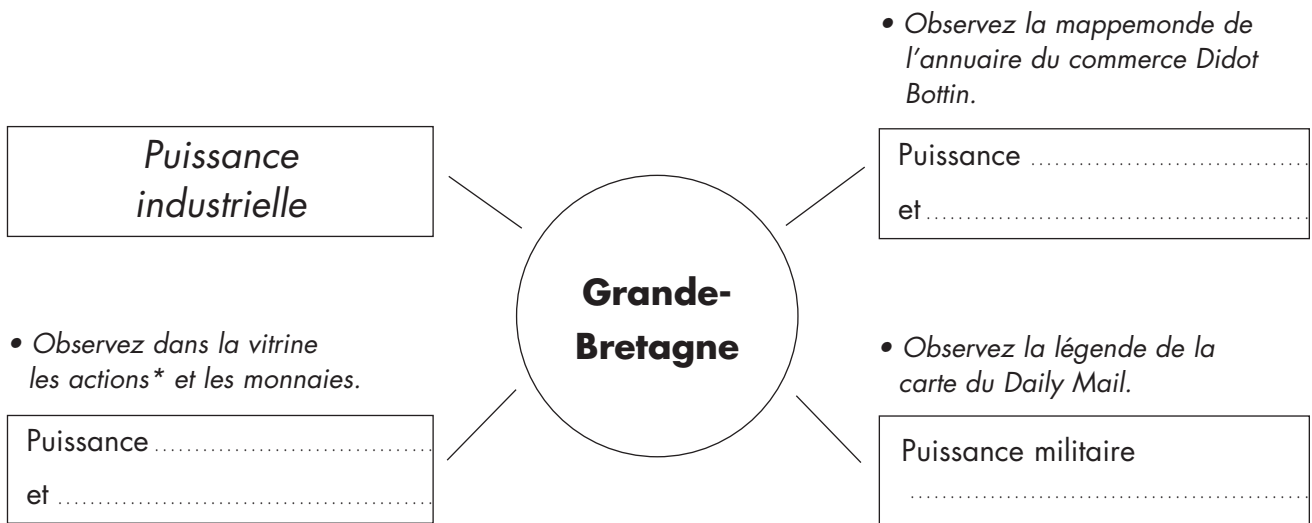 • Observez la mappemonde de
l'annuaire du commerce Didot
Bottin.
Puissance
industrielle
Puissance ............................................................
et ............................................................
Grande-
Bretagne
• Observez dans la vitrine
les actions* et les monnaies.
• Observez la légende de la
carte du Daily Mail.
Puissance ............................................................
et ............................................................
Puissance militaire
............................................................